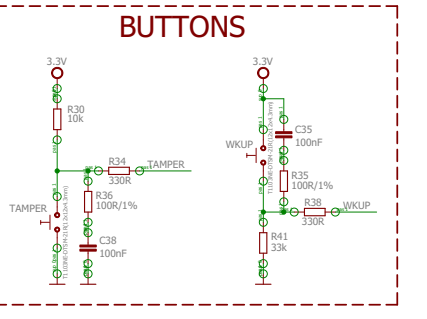 BUTTONS
3.3V
R30
10k
R34
TAMPER
330R
R36
100R/1%
TAMPER
C38
100nF
3.3V
C35
100nF
WKUP
R35
100R/1%
R38
WKUP
330R
R41
33k